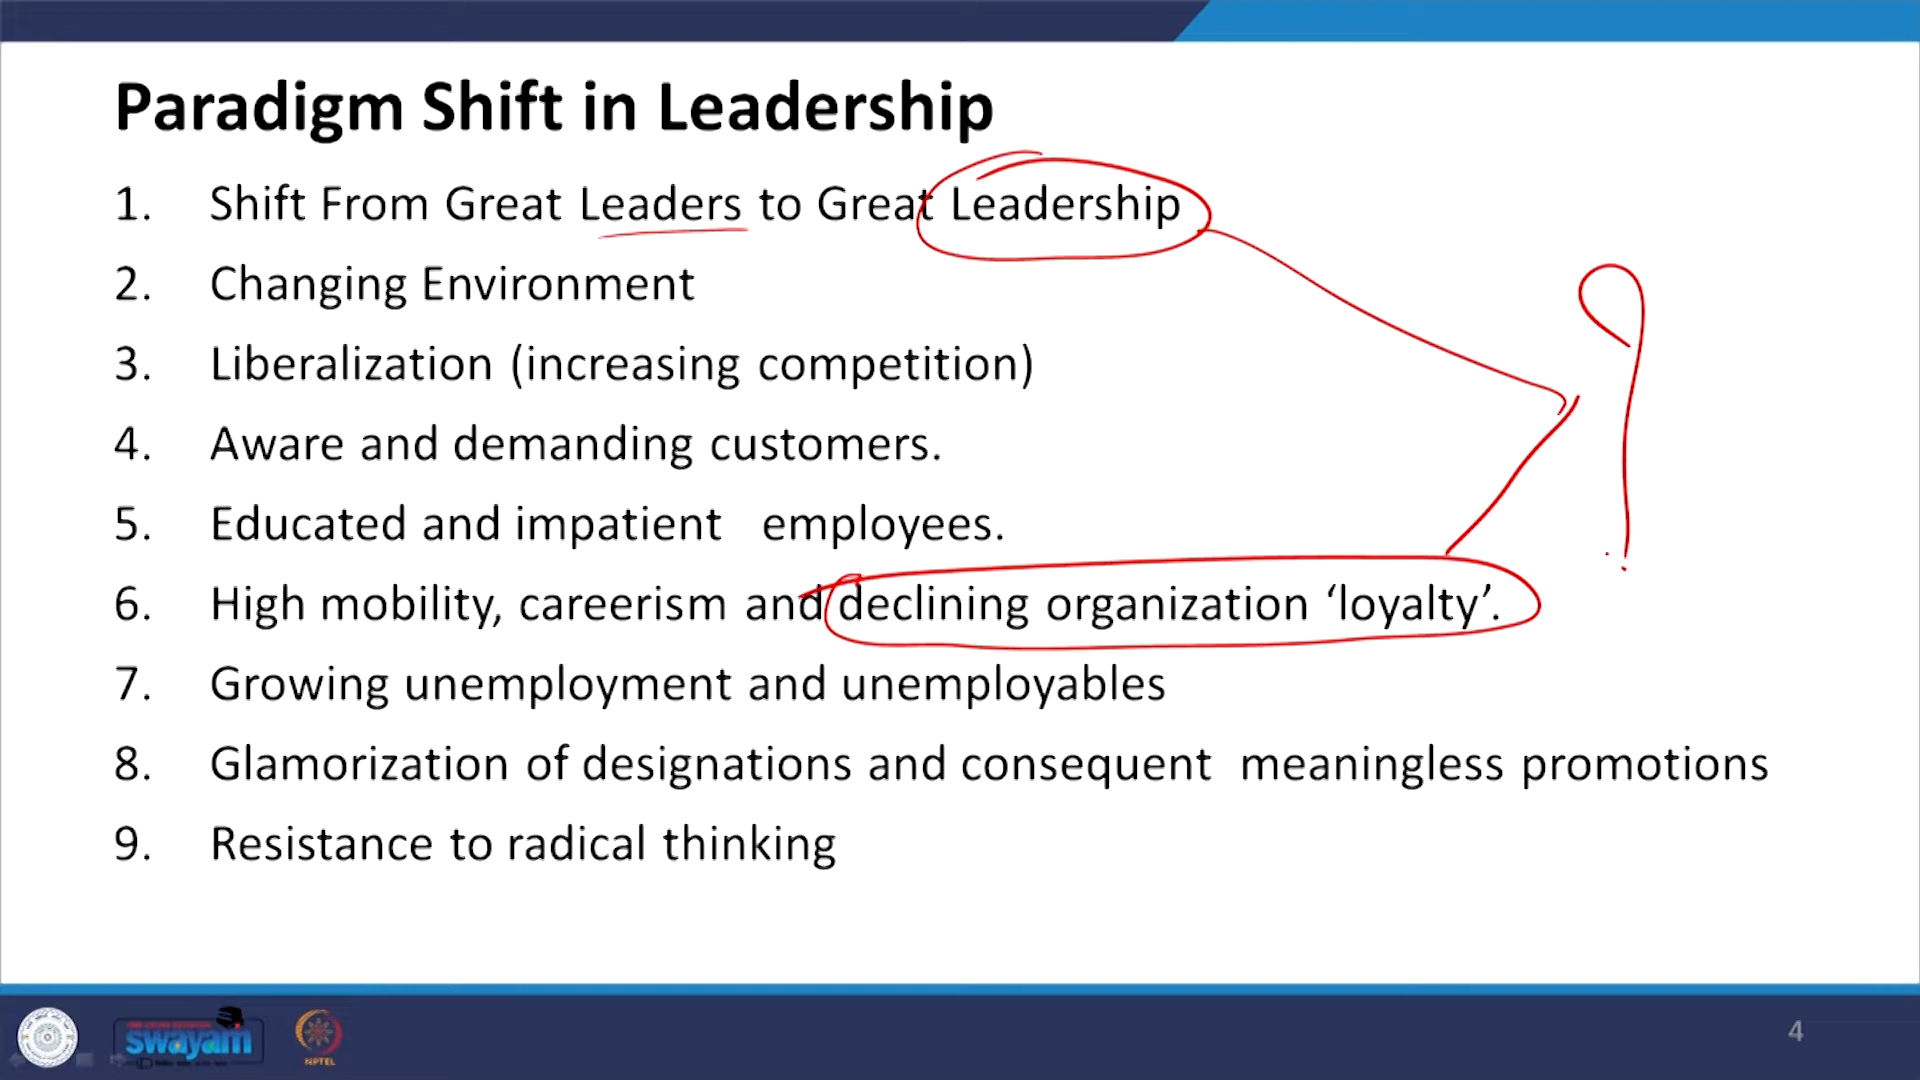 Paradigm Shift in Leadership
1. Shift From Great Leaders to Great Leadership
2. Changing Environment
3. Liberalization (increasing competition)
4. Aware and demanding customers.
5. Educated and impatient employees.
6. High mobility, careerism and declining organization ‘loyalty’.
7. Growing unemployment and unemployables
8. Glamorization of designations and consequent meaningless promotions
9. Resistance to radical thinking
swayam
NPTEL
4